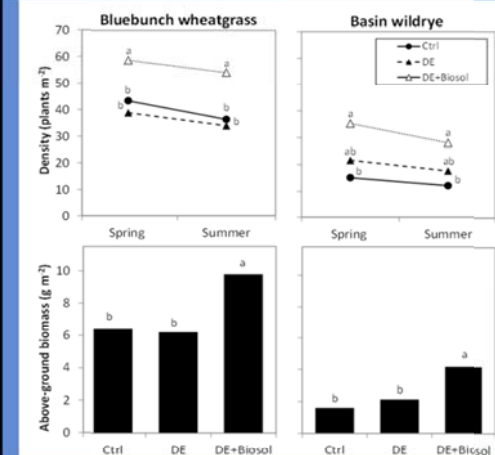 Bluebunch wheatgrass
Basin wildrye
Density (plants m⁻²)
70
60
50
40
30
20
10
0
a
a
b
b
b
b
Spring
Summer
Ctrl
DE
DE+Biosol
a
a
ab
ab
b
b
Spring
Summer
Above-ground biomass (g m⁻²)
10
8
6
4
2
0
b
b
a
Ctrl
DE
DE+Biosol
b
b
a
Ctrl
DE
DE+Biosol